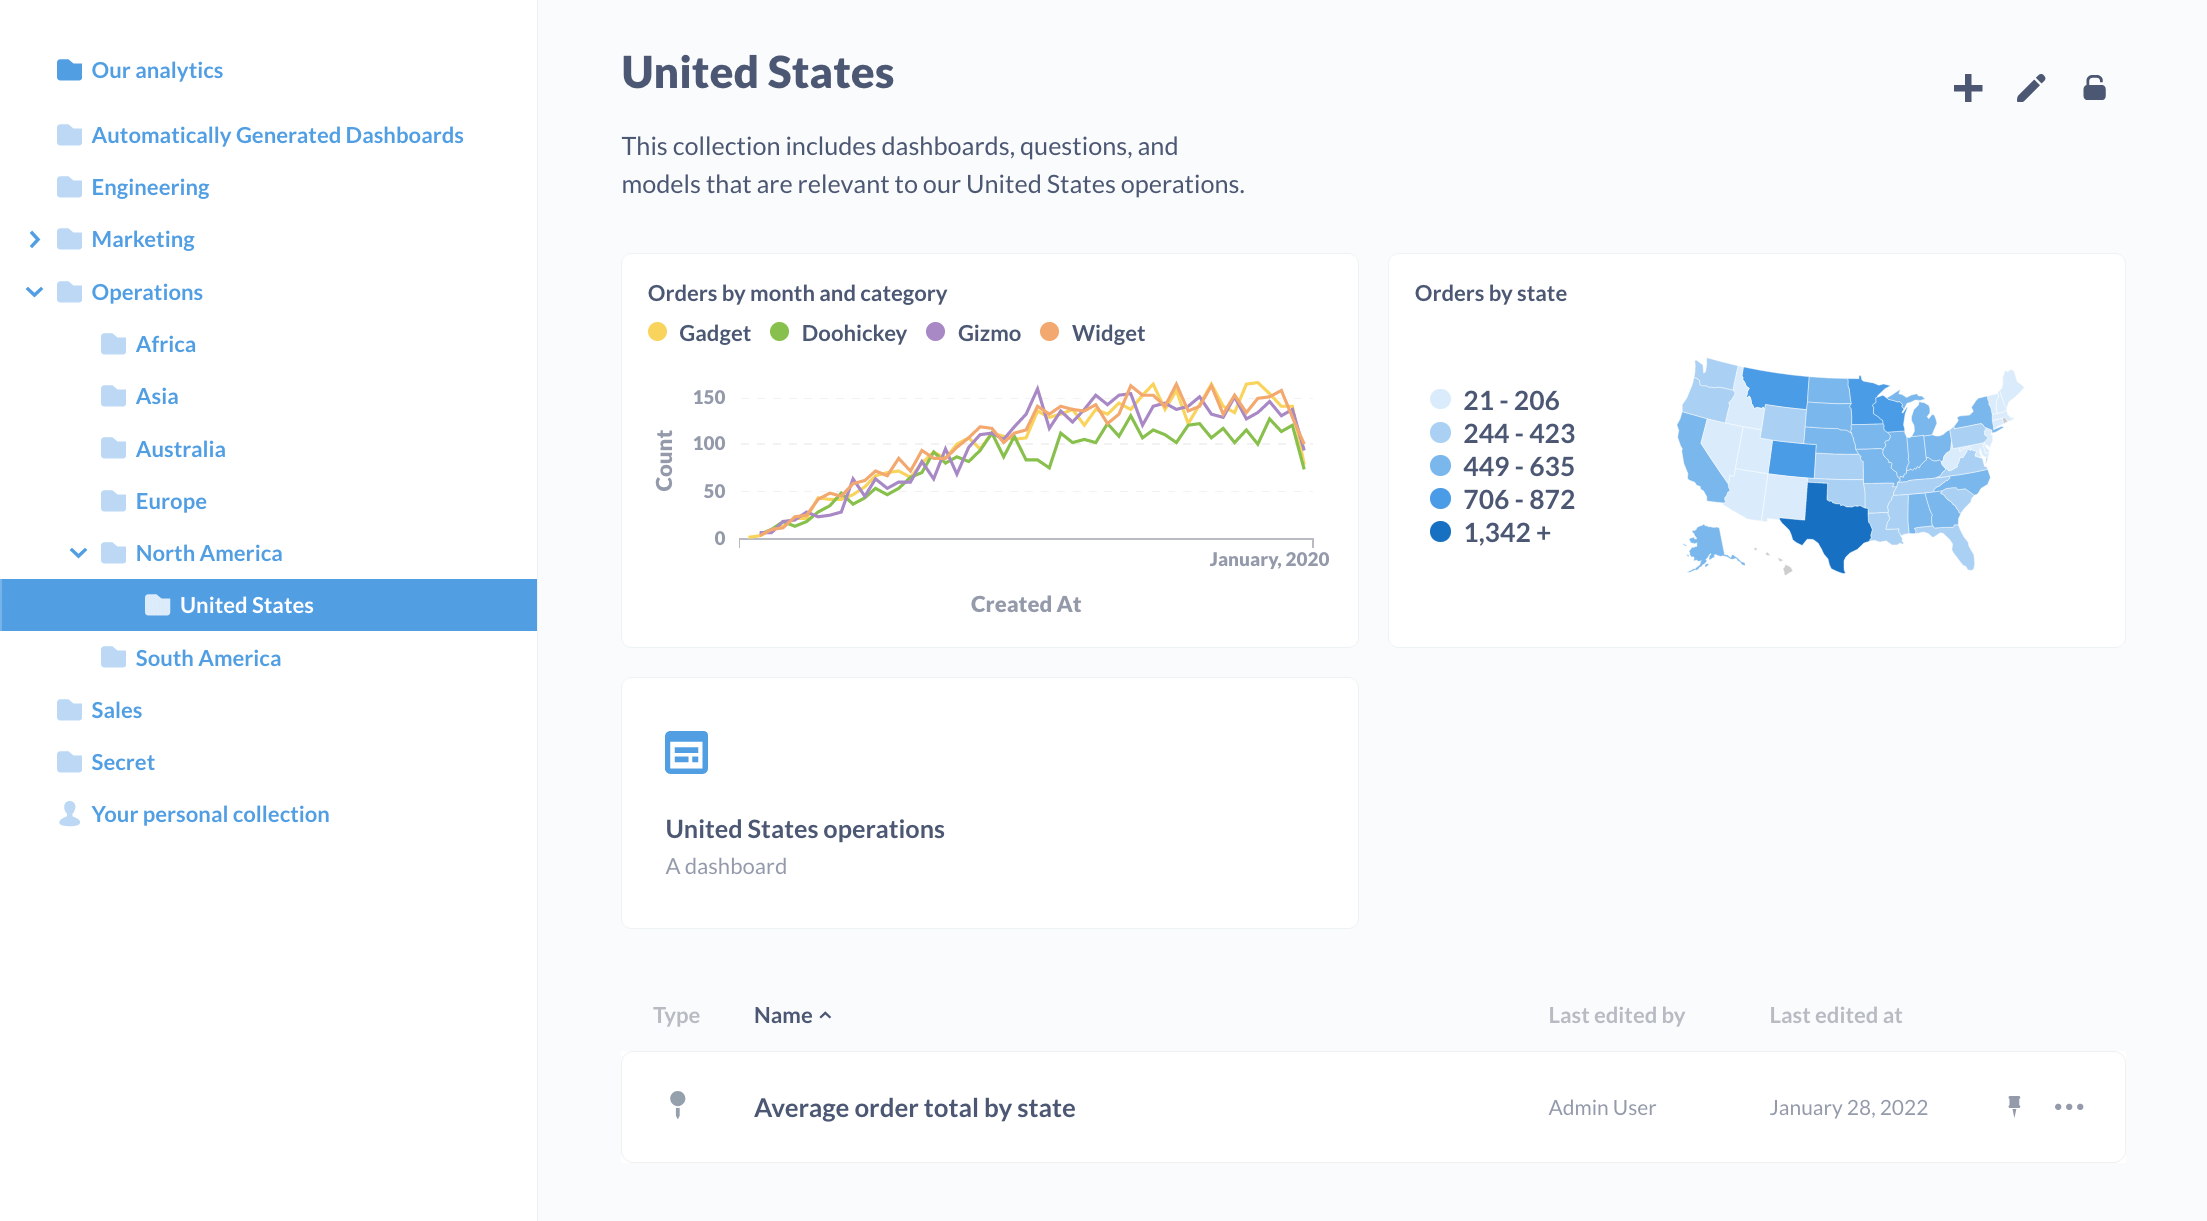 Our analytics
Automatically Generated Dashboards
Engineering
Marketing
Operations
Africa
Asia
Australia
Europe
North America
United States
South America
Sales
Secret
Your personal collection
United States
This collection includes dashboards, questions, and
models that are relevant to our United States operations.
Orders by month and category
Gadget Doohickey Gizmo Widget
150
100
50
0
Count
January, 2020
Created At
Orders by state
21 - 206
244 - 423
449 - 635
706 - 872
1,342 +
United States operations
A dashboard
Type Name Last edited by Last edited at
Average order total by state Admin User January 28, 2022